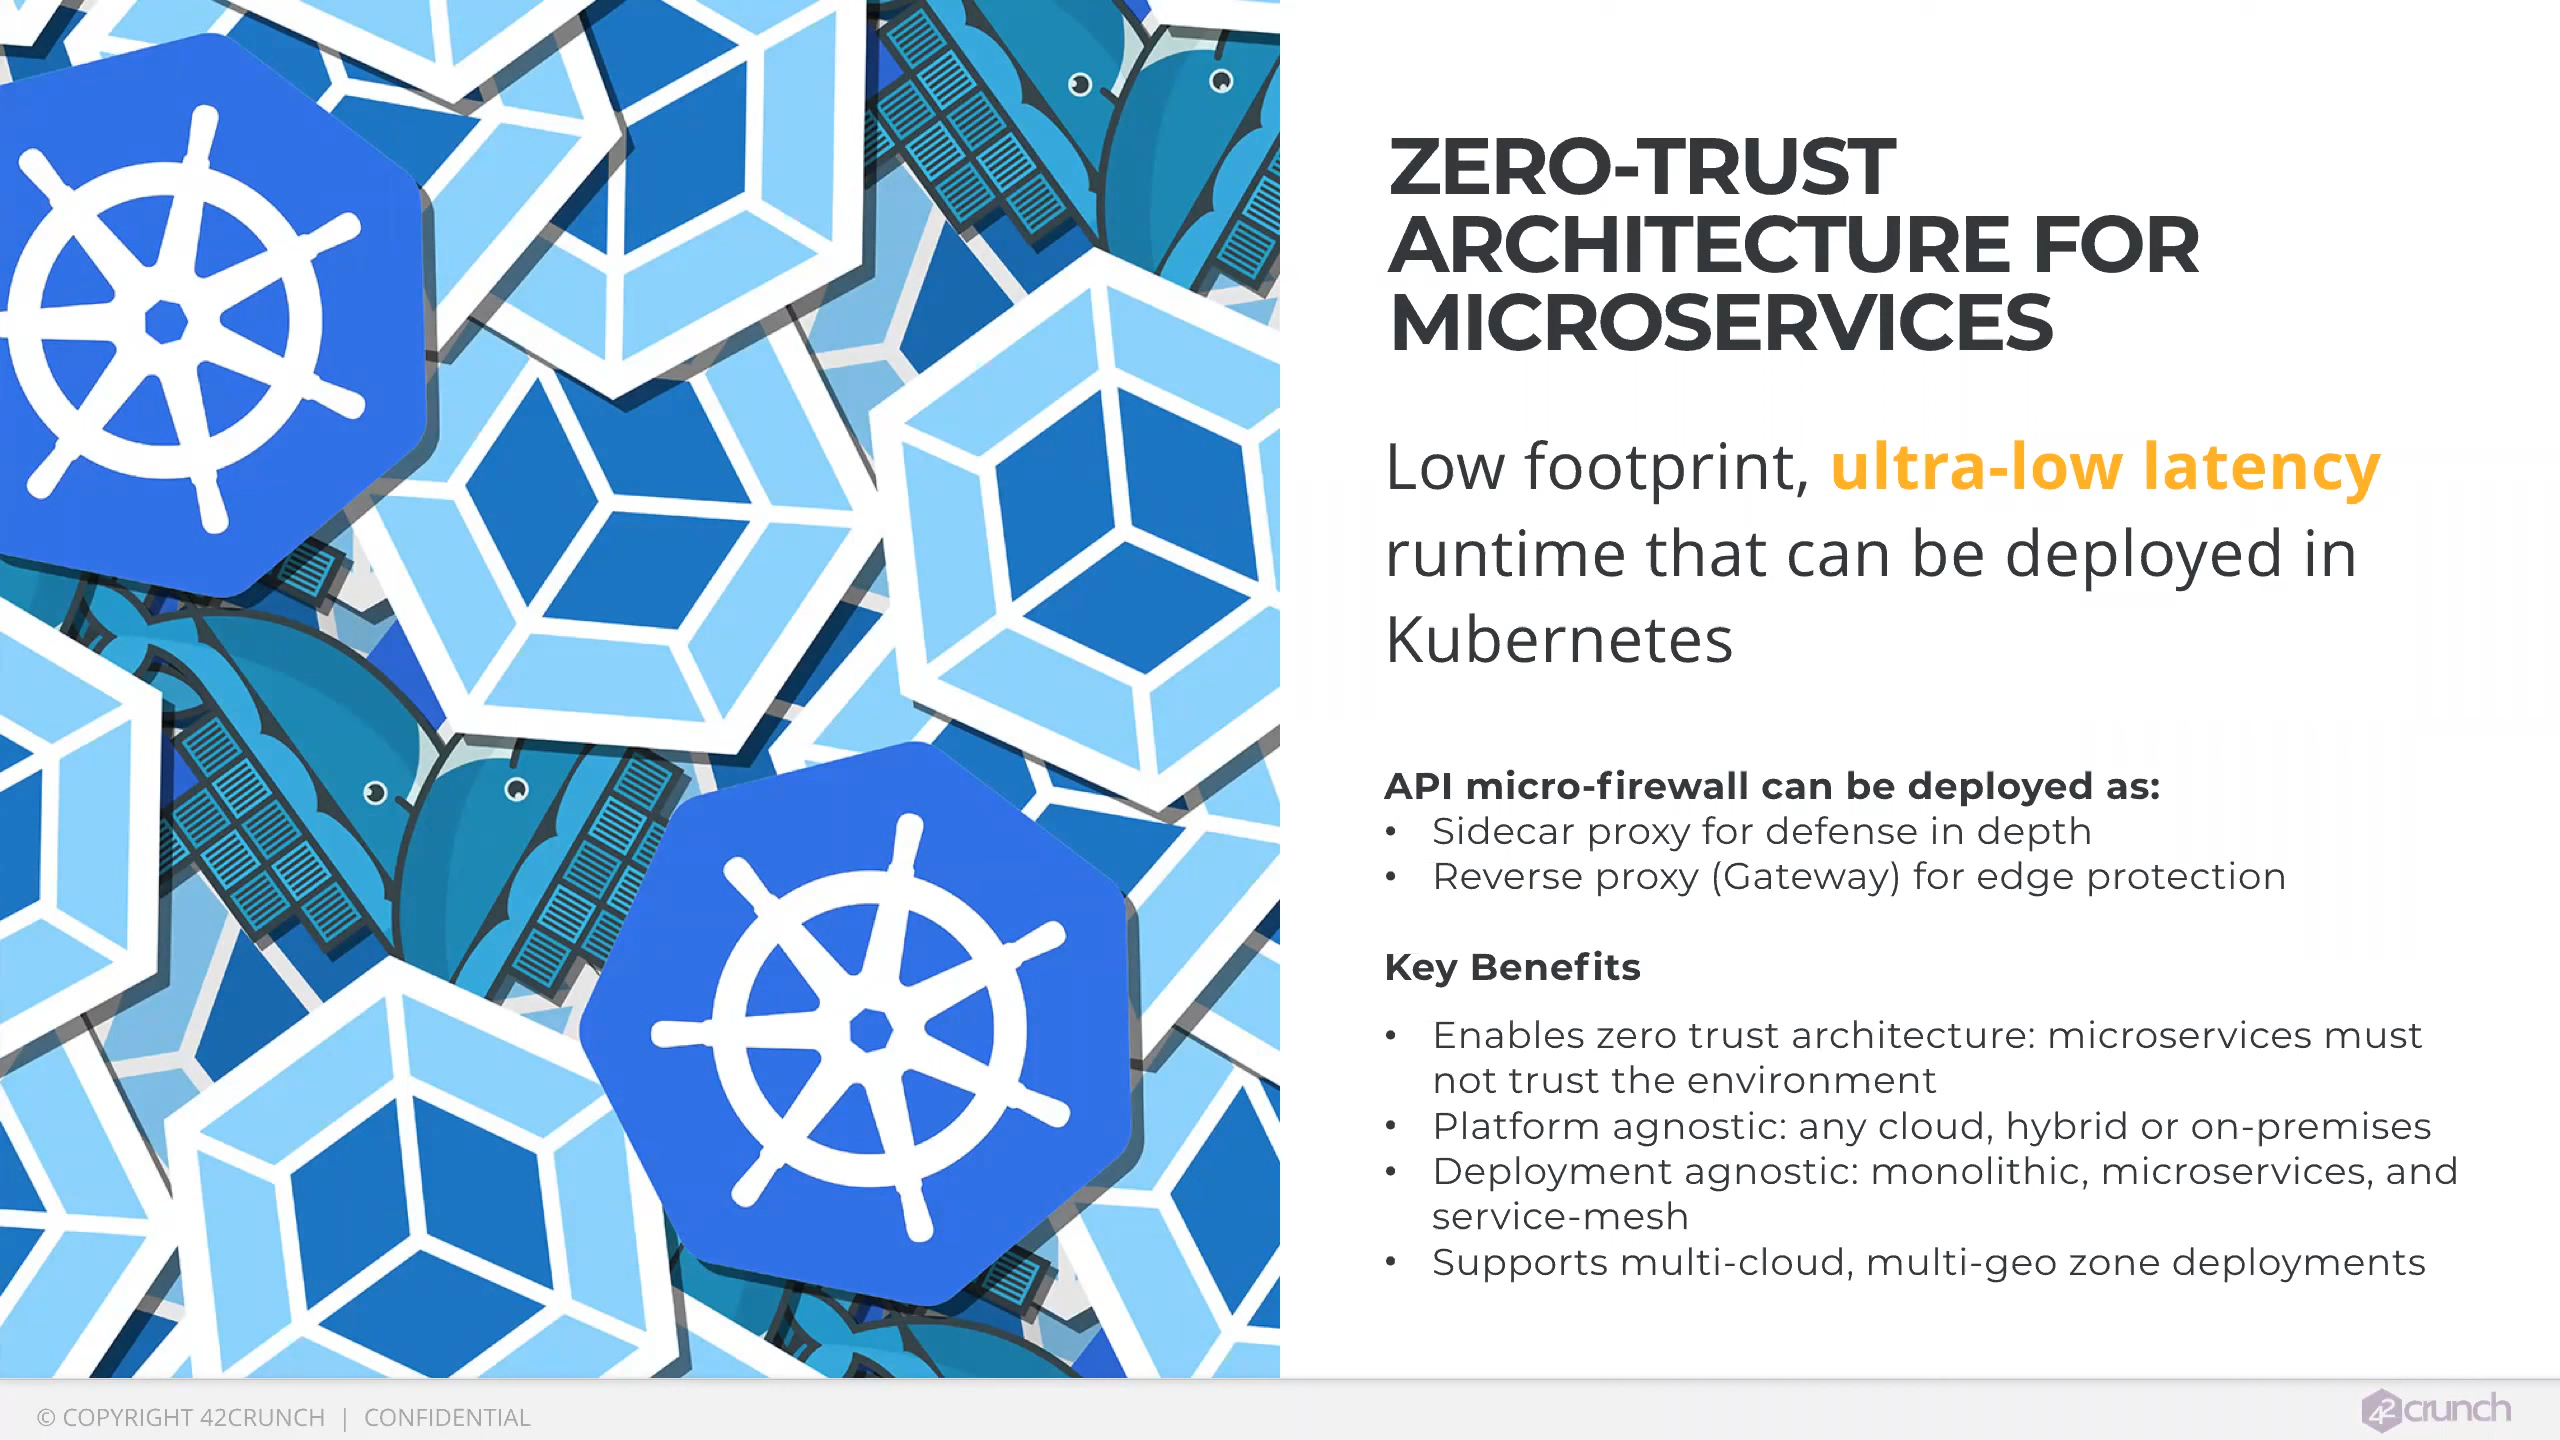 ZERO-TRUST
ARCHITECTURE FOR
MICROSERVICES
Low footprint, ultra-low latency
runtime that can be deployed in
Kubernetes
API micro-firewall can be deployed as:
• Sidecar proxy for defense in depth
• Reverse proxy (Gateway) for edge protection
Key Benefits
• Enables zero trust architecture: microservices must
not trust the environment
• Platform agnostic: any cloud, hybrid or on-premises
• Deployment agnostic: monolithic, microservices, and
service-mesh
• Supports multi-cloud, multi-geo zone deployments
© COPYRIGHT 42CRUNCH | CONFIDENTIAL
42crunch